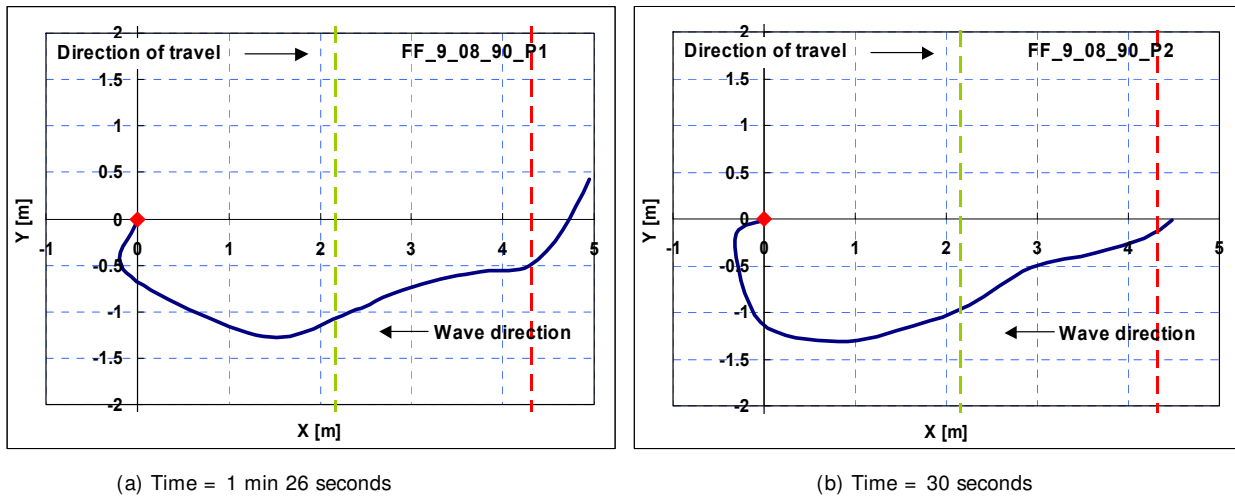 2
Direction of travel
FF_9_08_90_P1
1.5
1
0.5
0
-1 0 1 2 3 4 5
-0.5
-1
Wave direction
-1.5
-2
Y [m]
X [m]
(a) Time = 1 min 26 seconds
2
Direction of travel
FF_9_08_90_P2
1.5
1
0.5
0
-1 0 1 2 3 4 5
-0.5
-1
Wave direction
-1.5
-2
Y [m]
X [m]
(b) Time = 30 seconds